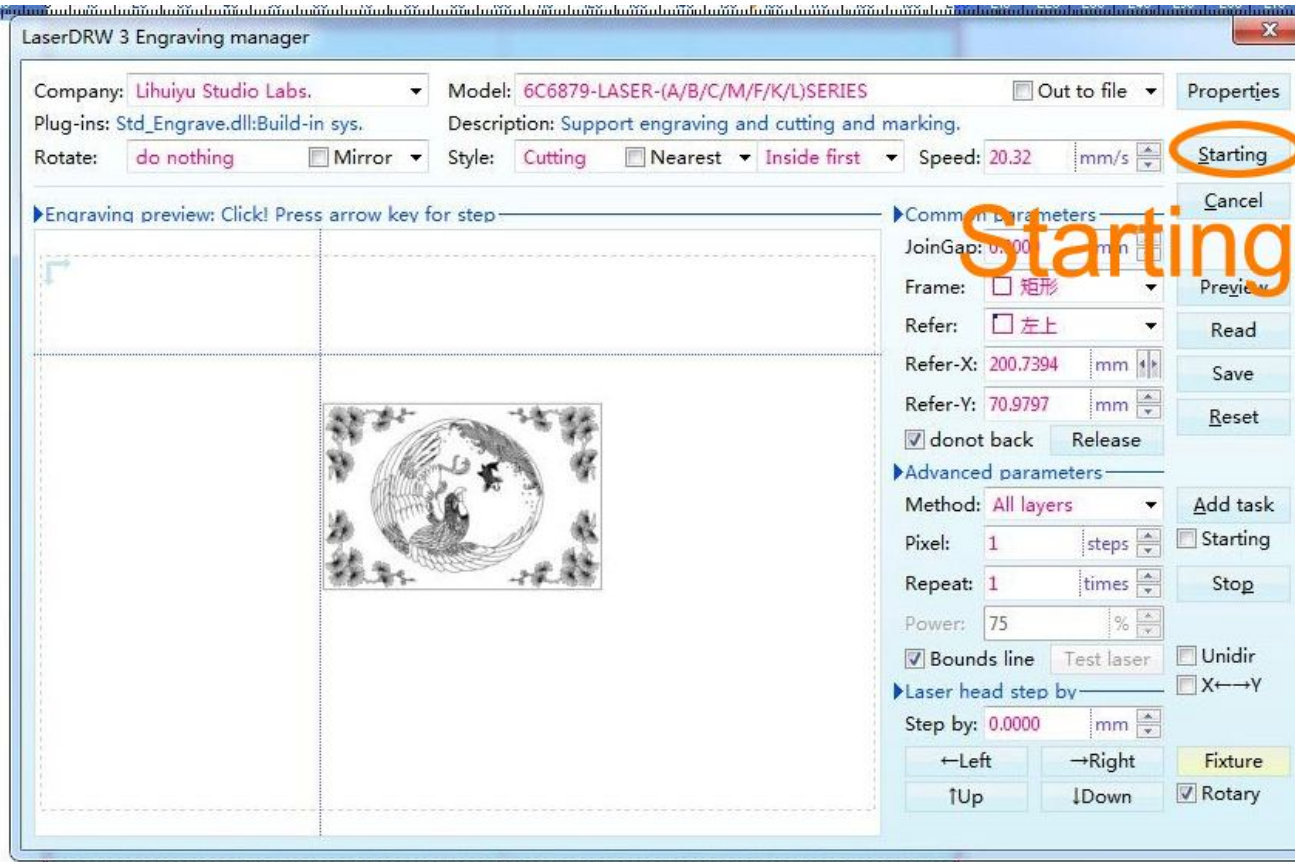 LaserDRW 3 Engraving manager
Company: Lihuiyu Studio Labs. Model: 6C6879-LASER-(A/B/C/M/F/K/L)SERIES Out to file Properties
Plug-ins: Std_Engrave.dll:Build-in sys. Description: Support engraving and cutting and marking.
Rotate: do nothing Mirror Style: Cutting Nearest Inside first Speed: 20.32 mm/s Starting
Cancel
Engraving preview: Click! Press arrow key for step
Common parameters
Starting
JoinGap: mm
Frame: 矩形 Preview
Refer: 左上 Read
Refer-X: 200.7394 mm Save
Refer-Y: 70.9797 mm Reset
donot back Release
Advanced parameters
Method: All layers Add task
Pixel: 1 steps Starting
Repeat: 1 times Stop
Power: 75 %
Bounds line Test laser Unidir
Laser head step by X←→Y
Step by: 0.0000 mm
←Left →Right Fixture
↑Up ↓Down Rotary